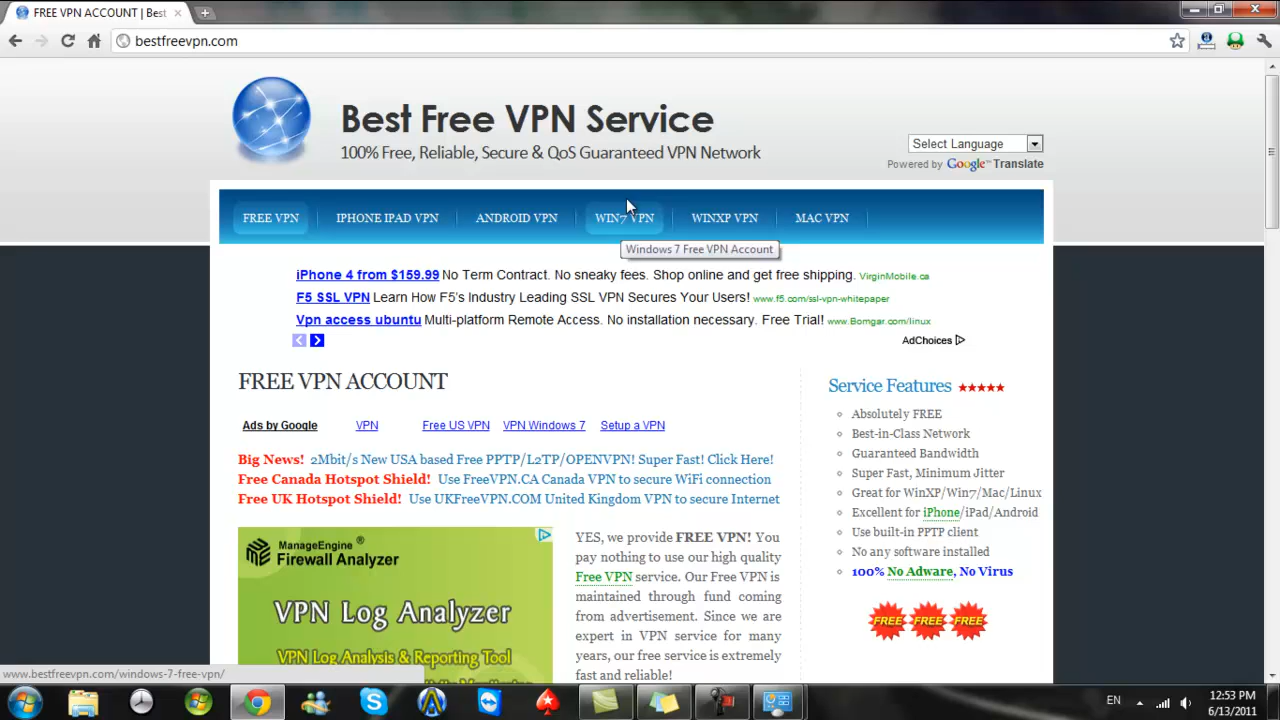 FREE VPN ACCOUNT | Best
bestfreevpn.com
Best Free VPN Service
100% Free, Reliable, Secure & QoS Guaranteed VPN Network
Select Language
Powered by Google™ Translate
FREE VPN
IPHONE IPAD VPN
ANDROID VPN
WIN7 VPN
WINXP VPN
MAC VPN
Windows 7 Free VPN Account
iPhone 4 from $159.99 No Term Contract. No sneaky fees. Shop online and get free shipping. VirginMobile.ca
F5 SSL VPN Learn How F5's Industry Leading SSL VPN Secures Your Users! www.f5.com/ssl-vpn-whitepaper
Vpn access ubuntu Multi-platform Remote Access. No installation necessary. Free Trial! www.Bomgar.com/linux
AdChoices
FREE VPN ACCOUNT
Ads by Google VPN Free US VPN VPN Windows 7 Setup a VPN
Big News! 2Mbit/s New USA based Free PPTP/L2TP/OPENVPN! Super Fast! Click Here!
Free Canada Hotspot Shield! Use FreeVPN.CA Canada VPN to secure WiFi connection
Free UK Hotspot Shield! Use UKFreeVPN.COM United Kingdom VPN to secure Internet
ManageEngine ®
Firewall Analyzer
VPN Log Analyzer
VPN Log Analysis & Reporting Tool
YES, we provide FREE VPN! You
pay nothing to use our high quality
Free VPN service. Our Free VPN is
maintained through fund coming
from advertisement. Since we are
expert in VPN service for many
years, our free service is extremely
fast and reliable!
Service Features
Absolutely FREE
Best-in-Class Network
Guaranteed Bandwidth
Super Fast, Minimum Jitter
Great for WinXP/Win7/Mac/Linux
Excellent for iPhone/iPad/Android
Use built-in PPTP client
No any software installed
100% No Adware, No Virus
FREE FREE FREE
www.bestfreevpn.com/windows-7-free-vpn/
EN
12:53 PM
6/13/2011